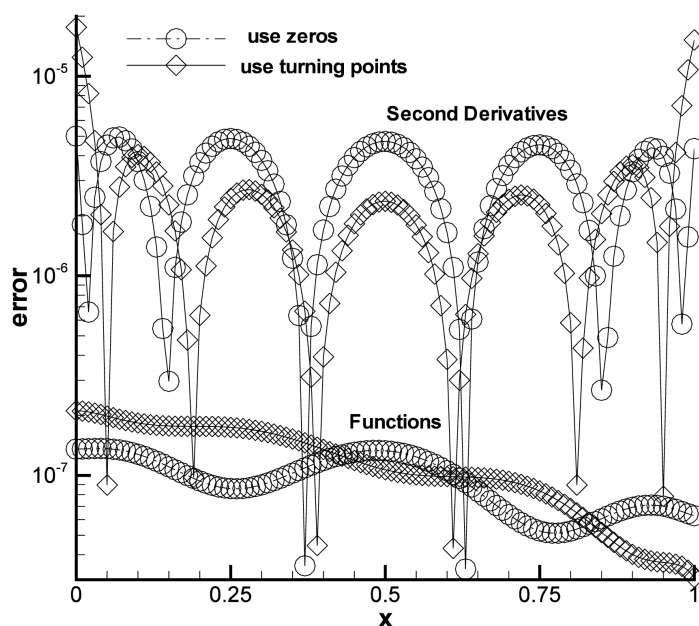 use zeros
use turning points
10^-5
Second Derivatives
10^-6
error
Functions
10^-7
0 0.25 0.5 0.75 1
x